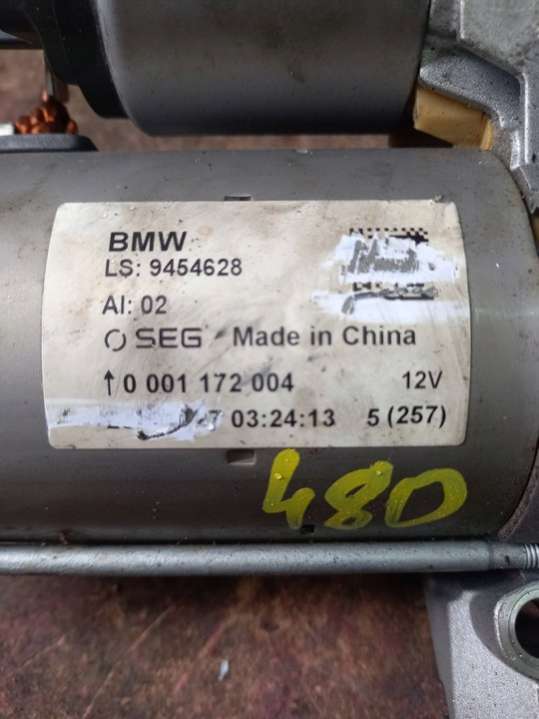 BMW
LS: 9454628
AI: 02
SEG Made in China
↑0 001 172 004 12V
03:24:13 5 (257)
480